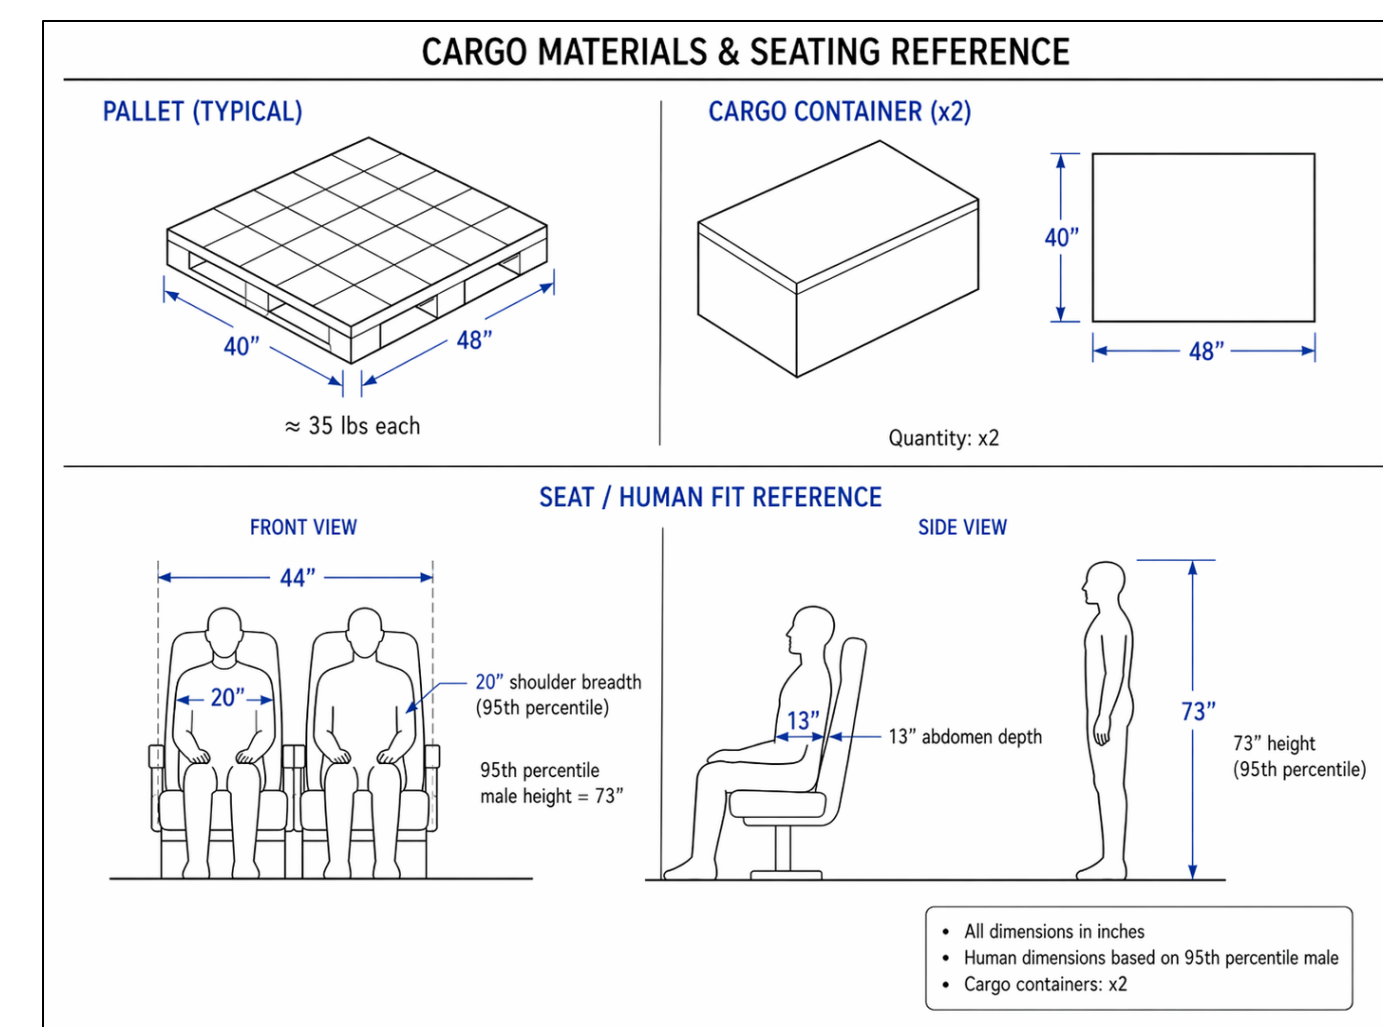 CARGO MATERIALS & SEATING REFERENCE
PALLET (TYPICAL)
40”
48”
≈ 35 lbs each
CARGO CONTAINER (x2)
40”
48”
Quantity: x2
SEAT / HUMAN FIT REFERENCE
FRONT VIEW
44”
20”
20” shoulder breadth
(95th percentile)
95th percentile
male height = 73”
SIDE VIEW
13”
13” abdomen depth
73”
73” height
(95th percentile)
• All dimensions in inches
• Human dimensions based on 95th percentile male
• Cargo containers: x2